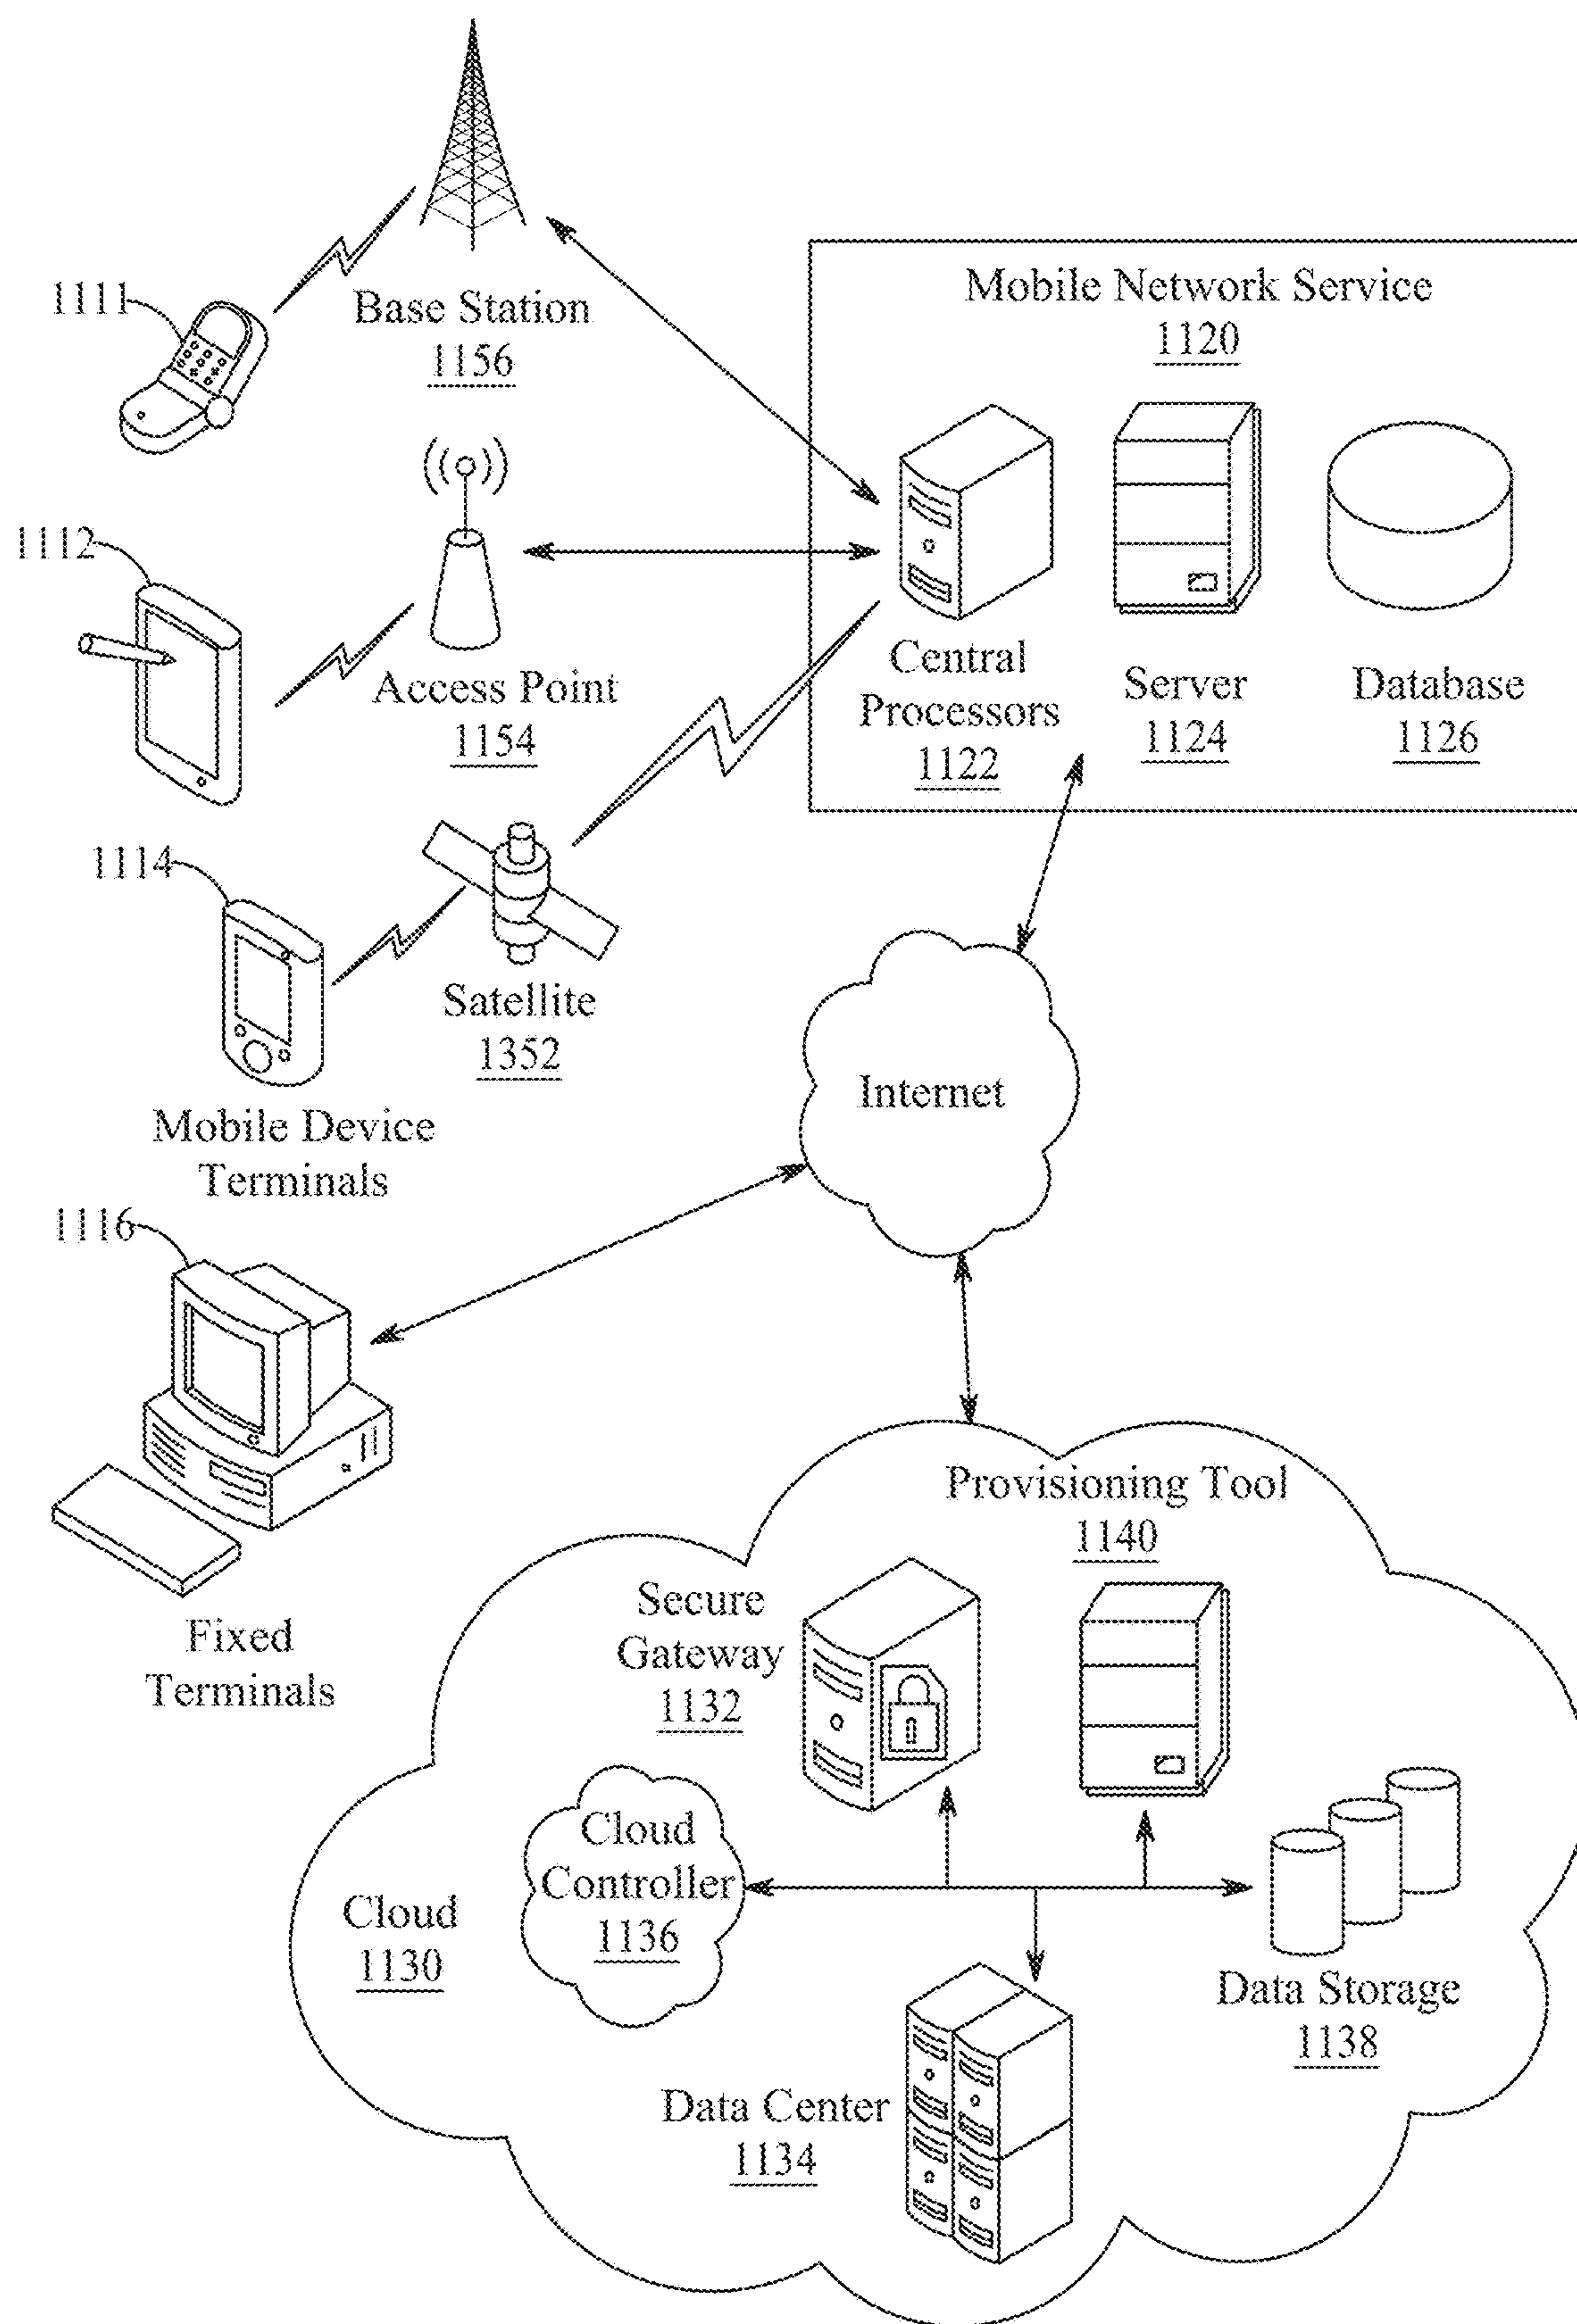 1111
Base Station
1156
Mobile Network Service
1120
1112
Access Point
1154
Central
Processors
1122
Server
1124
Database
1126
1114
Satellite
1352
Mobile Device
Terminals
Internet
1116
Fixed
Terminals
Provisioning Tool
1140
Secure
Gateway
1132
Cloud
Controller
1136
Cloud
1130
Data Storage
1138
Data Center
1134